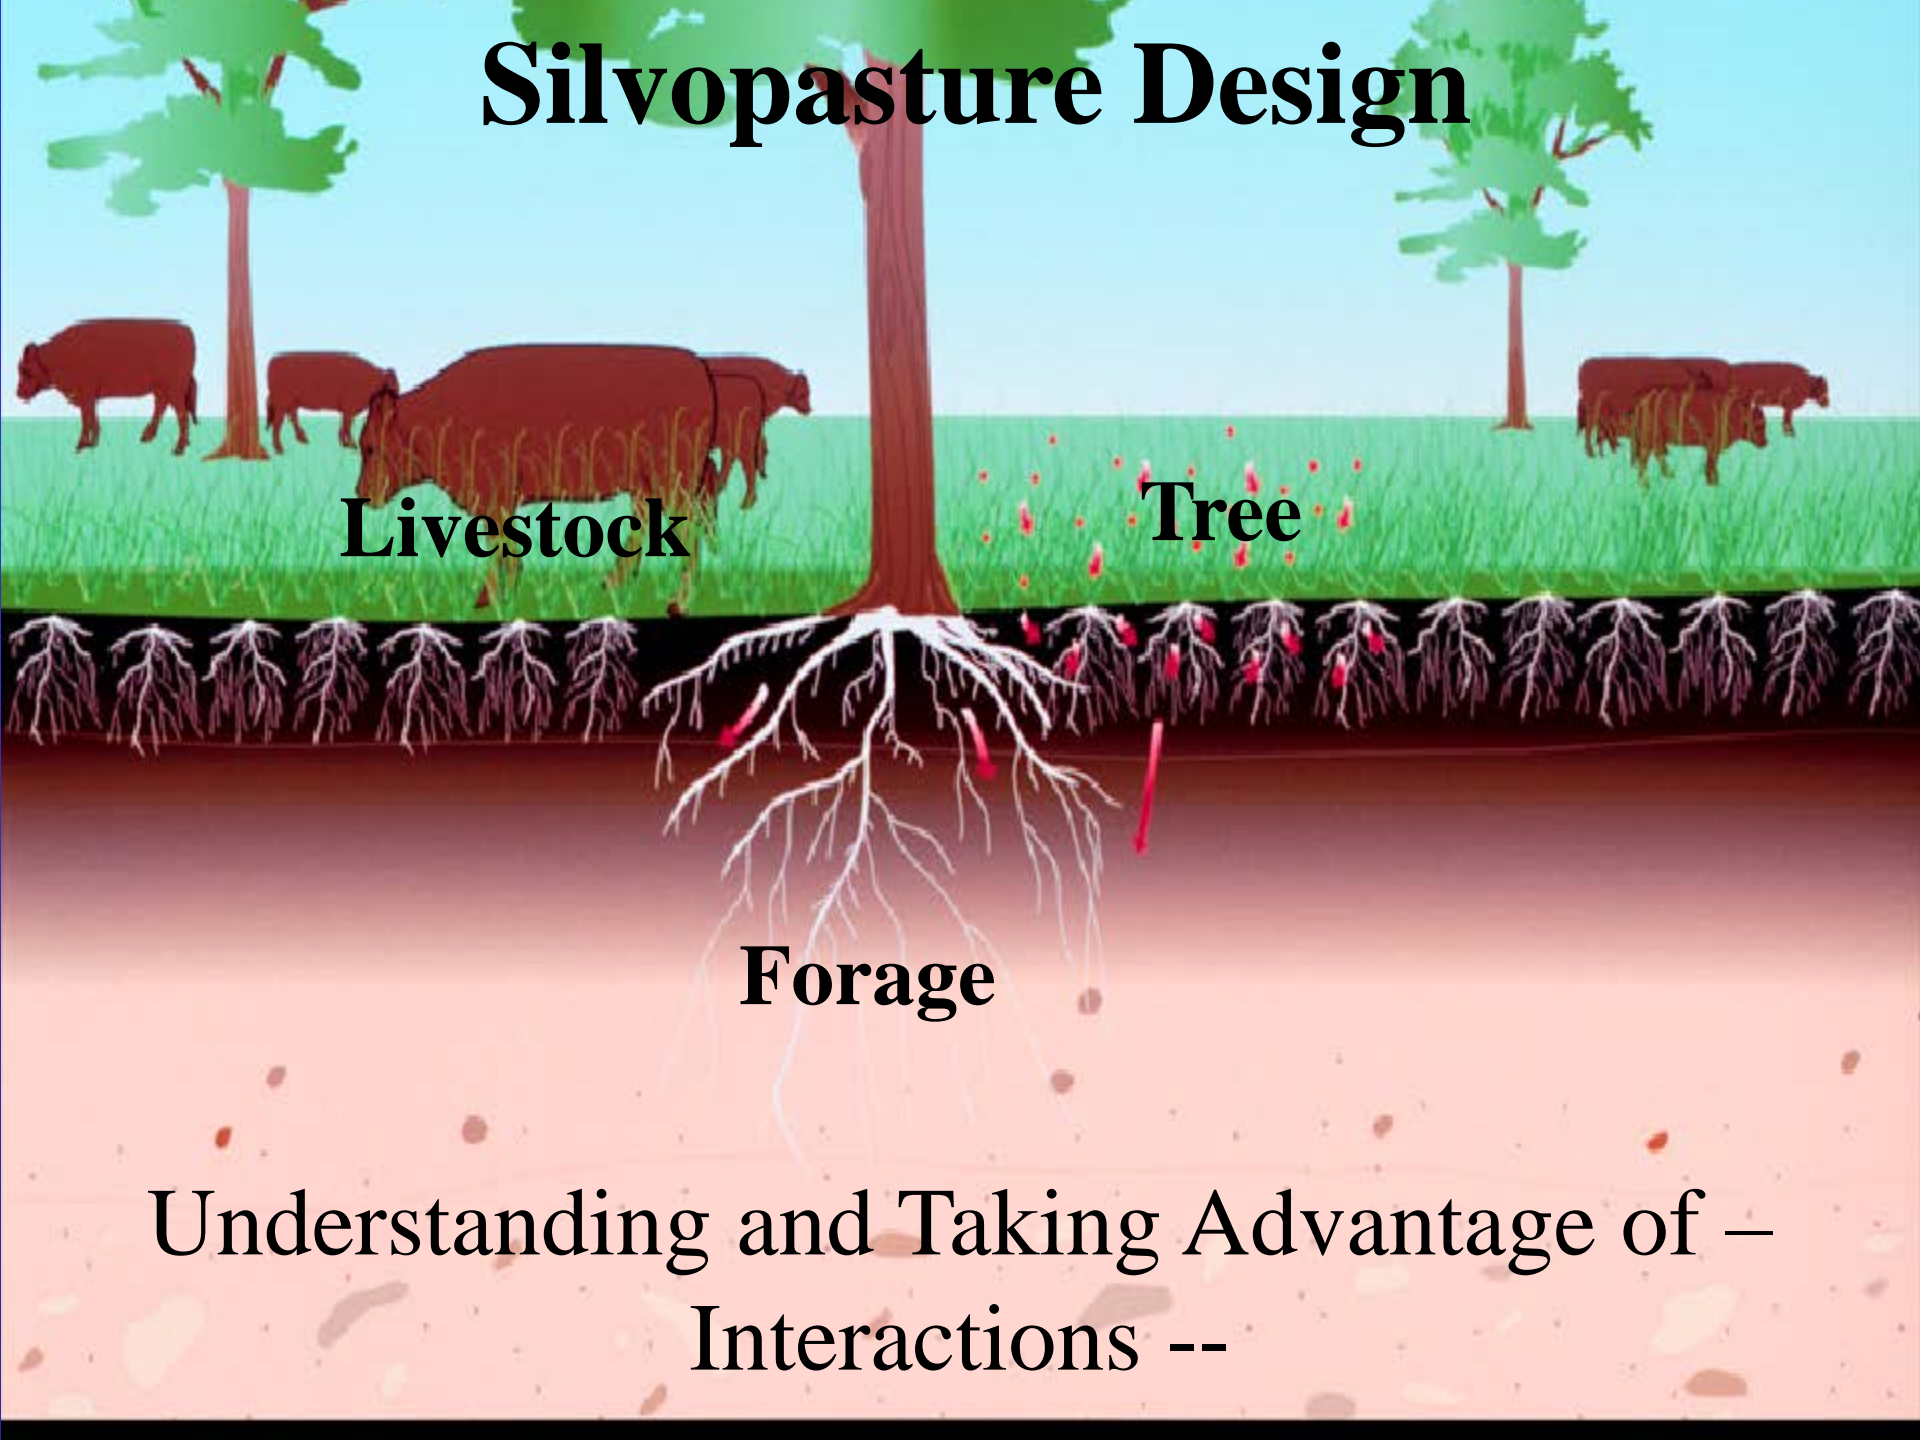 Silvopasture Design
Livestock
Tree
Forage
Understanding and Taking Advantage of –
Interactions --